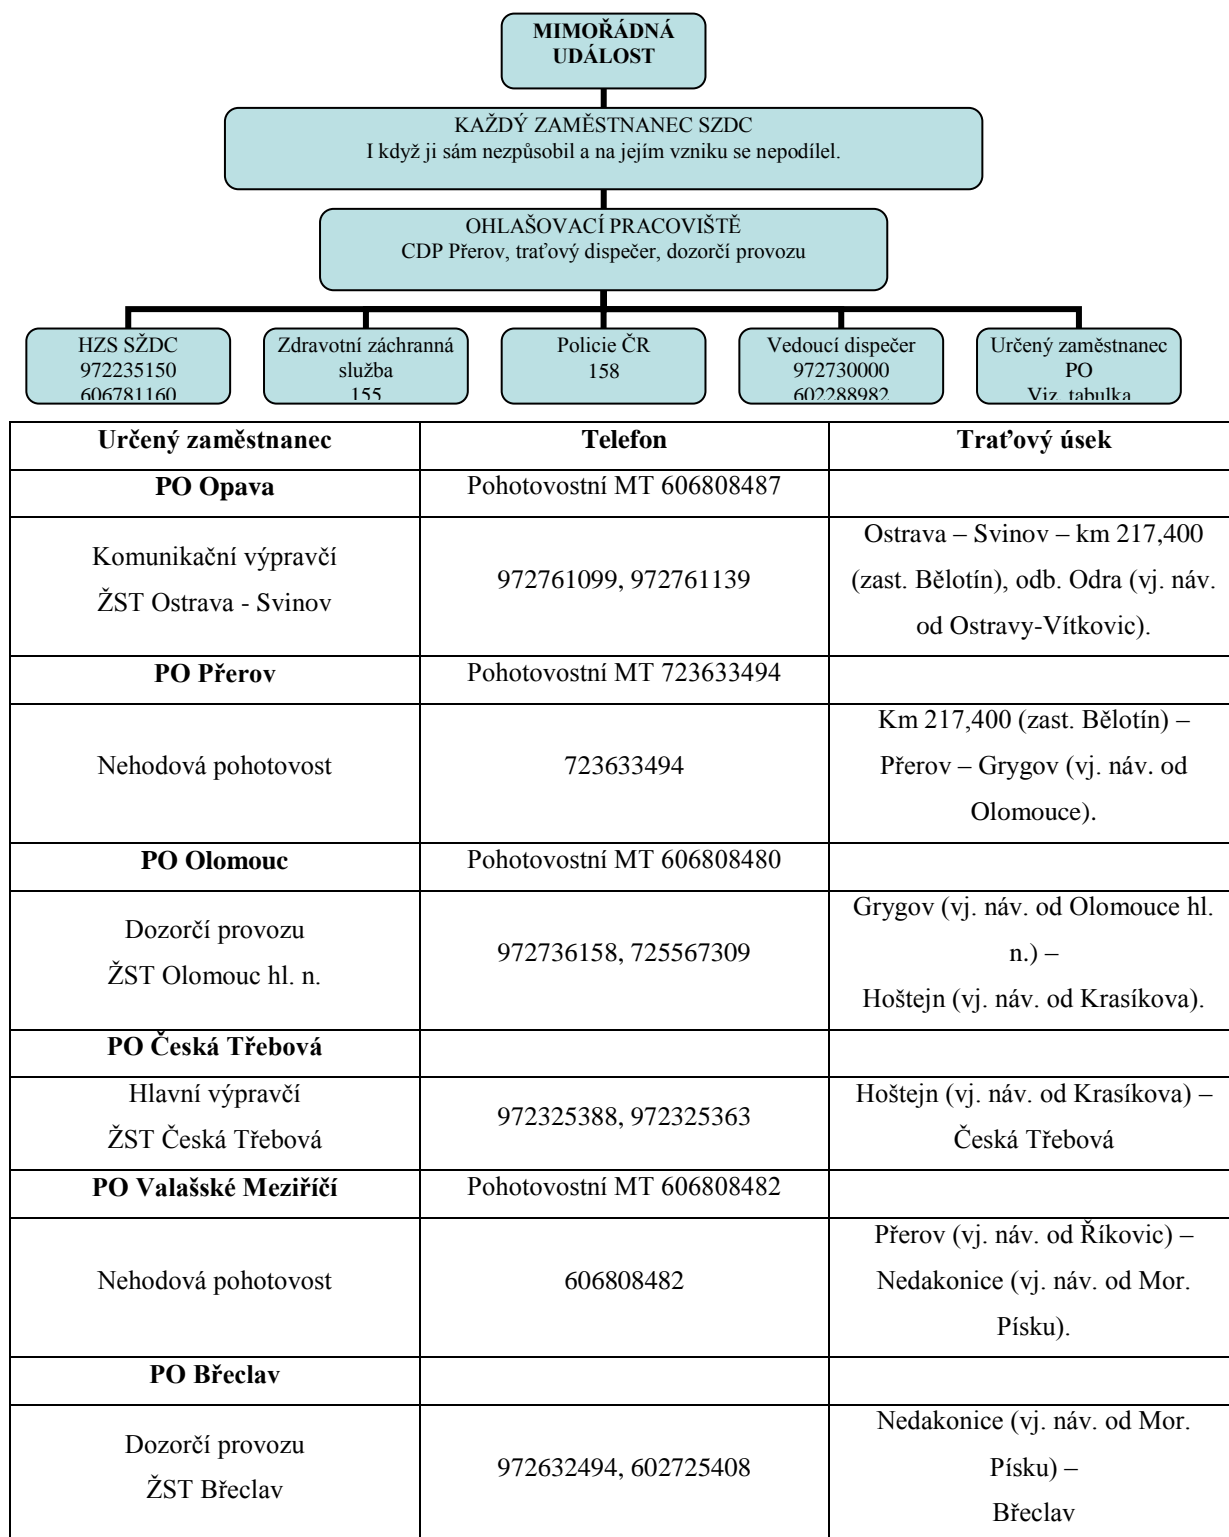 MIMOŘÁDNÁ
UDÁLOST
KAŽDÝ ZAMĚSTNANEC SZDC
I když ji sám nezpůsobil a na jejím vzniku se nepodílel.
OHLAŠOVACÍ PRACOVIŠTĚ
CDP Přerov, traťový dispečer, dozorčí provozu
HZS SŽDC
972235150
606781160
Zdravotní záchranná
služba
155
Policie ČR
158
Vedoucí dispečer
972730000
602288982
Určený zaměstnanec
PO
Viz. tabulka
Určený zaměstnanec
Telefon
Traťový úsek
PO Opava
Pohotovostní MT 606808487
Komunikační výpravčí
ŽST Ostrava - Svinov
972761099, 972761139
Ostrava – Svinov – km 217,400
(zast. Bělotín), odb. Odra (vj. náv.
od Ostravy-Vítkovic).
PO Přerov
Pohotovostní MT 723633494
Nehodová pohotovost
723633494
Km 217,400 (zast. Bělotín) –
Přerov – Grygov (vj. náv. od
Olomouce).
PO Olomouc
Pohotovostní MT 606808480
Dozorčí provozu
ŽST Olomouc hl. n.
972736158, 725567309
Grygov (vj. náv. od Olomouce hl.
n.) –
Hoštejn (vj. náv. od Krasíkova).
PO Česká Třebová
Hlavní výpravčí
ŽST Česká Třebová
972325388, 972325363
Hoštejn (vj. náv. od Krasíkova) –
Česká Třebová
PO Valašské Meziříčí
Pohotovostní MT 606808482
Nehodová pohotovost
606808482
Přerov (vj. náv. od Říkovic) –
Nedakonice (vj. náv. od Mor.
Písku).
PO Břeclav
Dozorčí provozu
ŽST Břeclav
972632494, 602725408
Nedakonice (vj. náv. od Mor.
Písku) –
Břeclav